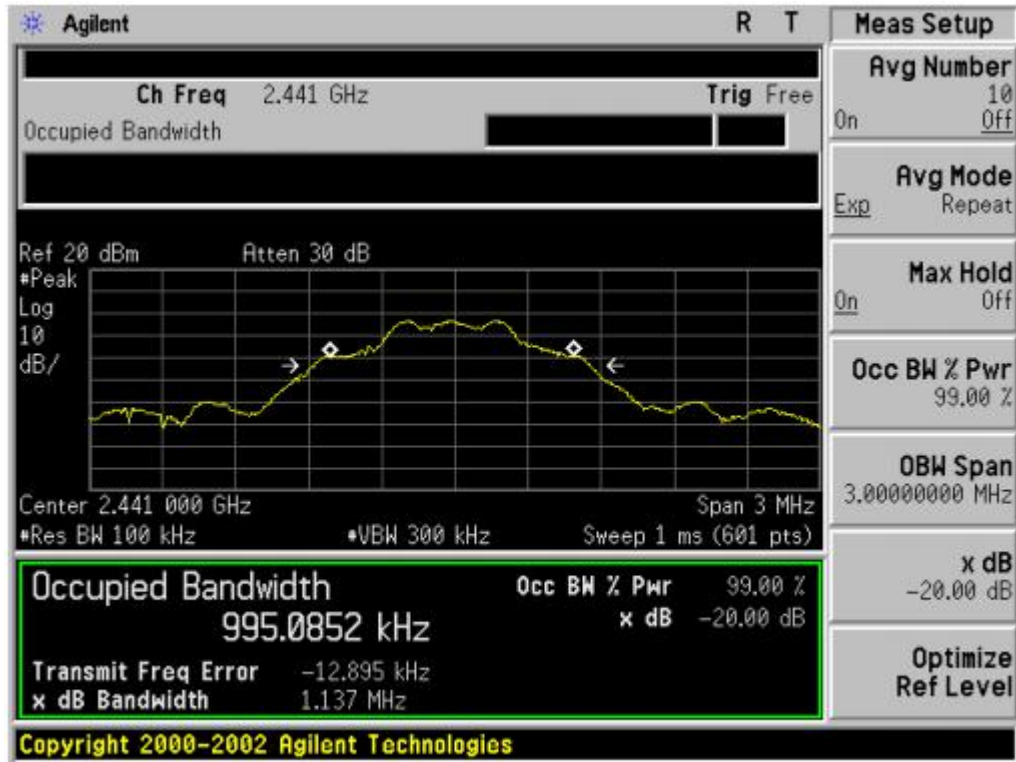 Agilent R T
Ch Freq 2.441 GHz Trig Free
Occupied Bandwidth
Ref 20 dBm Atten 30 dB
#Peak
Log
10
dB/
Center 2.441 000 GHz Span 3 MHz
#Res BW 100 kHz #VBW 300 kHz Sweep 1 ms (601 pts)
Occupied Bandwidth Occ BW % Pwr 99.00 %
995.0852 kHz x dB -20.00 dB
Transmit Freq Error -12.895 kHz
x dB Bandwidth 1.137 MHz
Copyright 2000-2002 Agilent Technologies
Meas Setup
Avg Number
10
On Off
Avg Mode
Exp Repeat
Max Hold
On Off
Occ BW % Pwr
99.00 %
OBW Span
3.00000000 MHz
x dB
-20.00 dB
Optimize
Ref Level